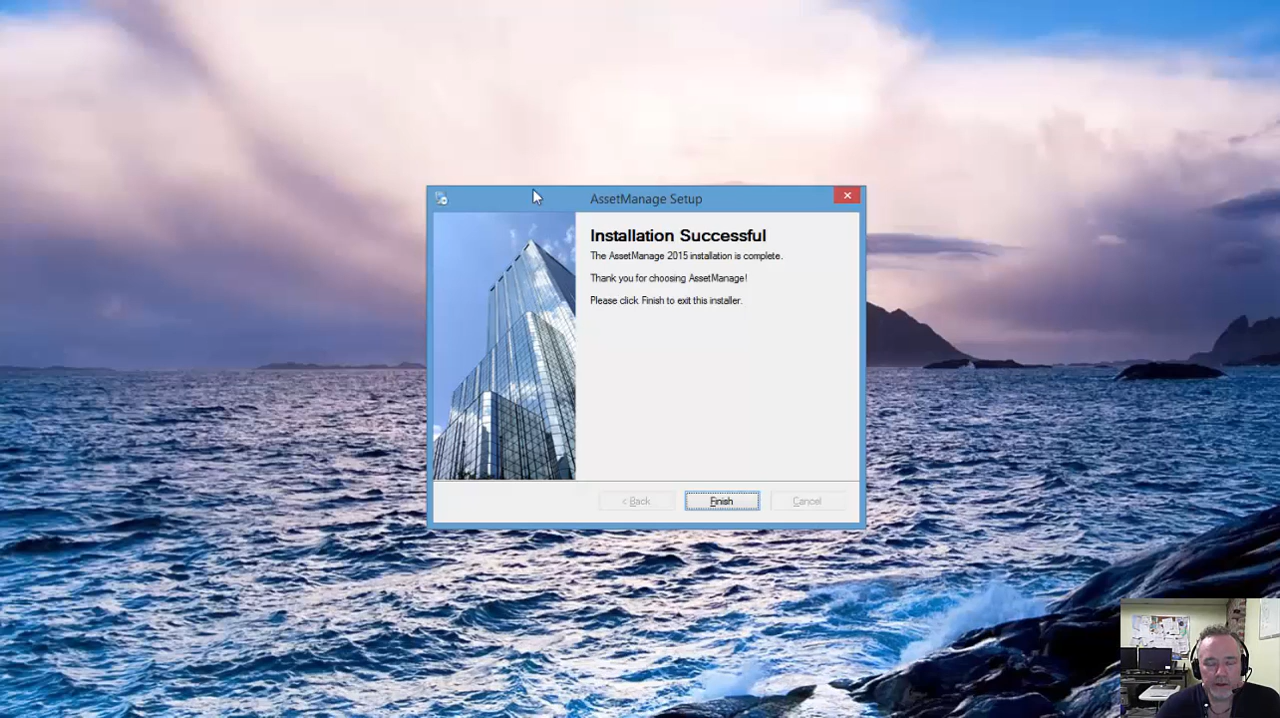 AssetManage Setup
Installation Successful
The AssetManage 2015 installation is complete.
Thank you for choosing AssetManage!
Please click Finish to exit this installer.
< Back
Finish
Cancel